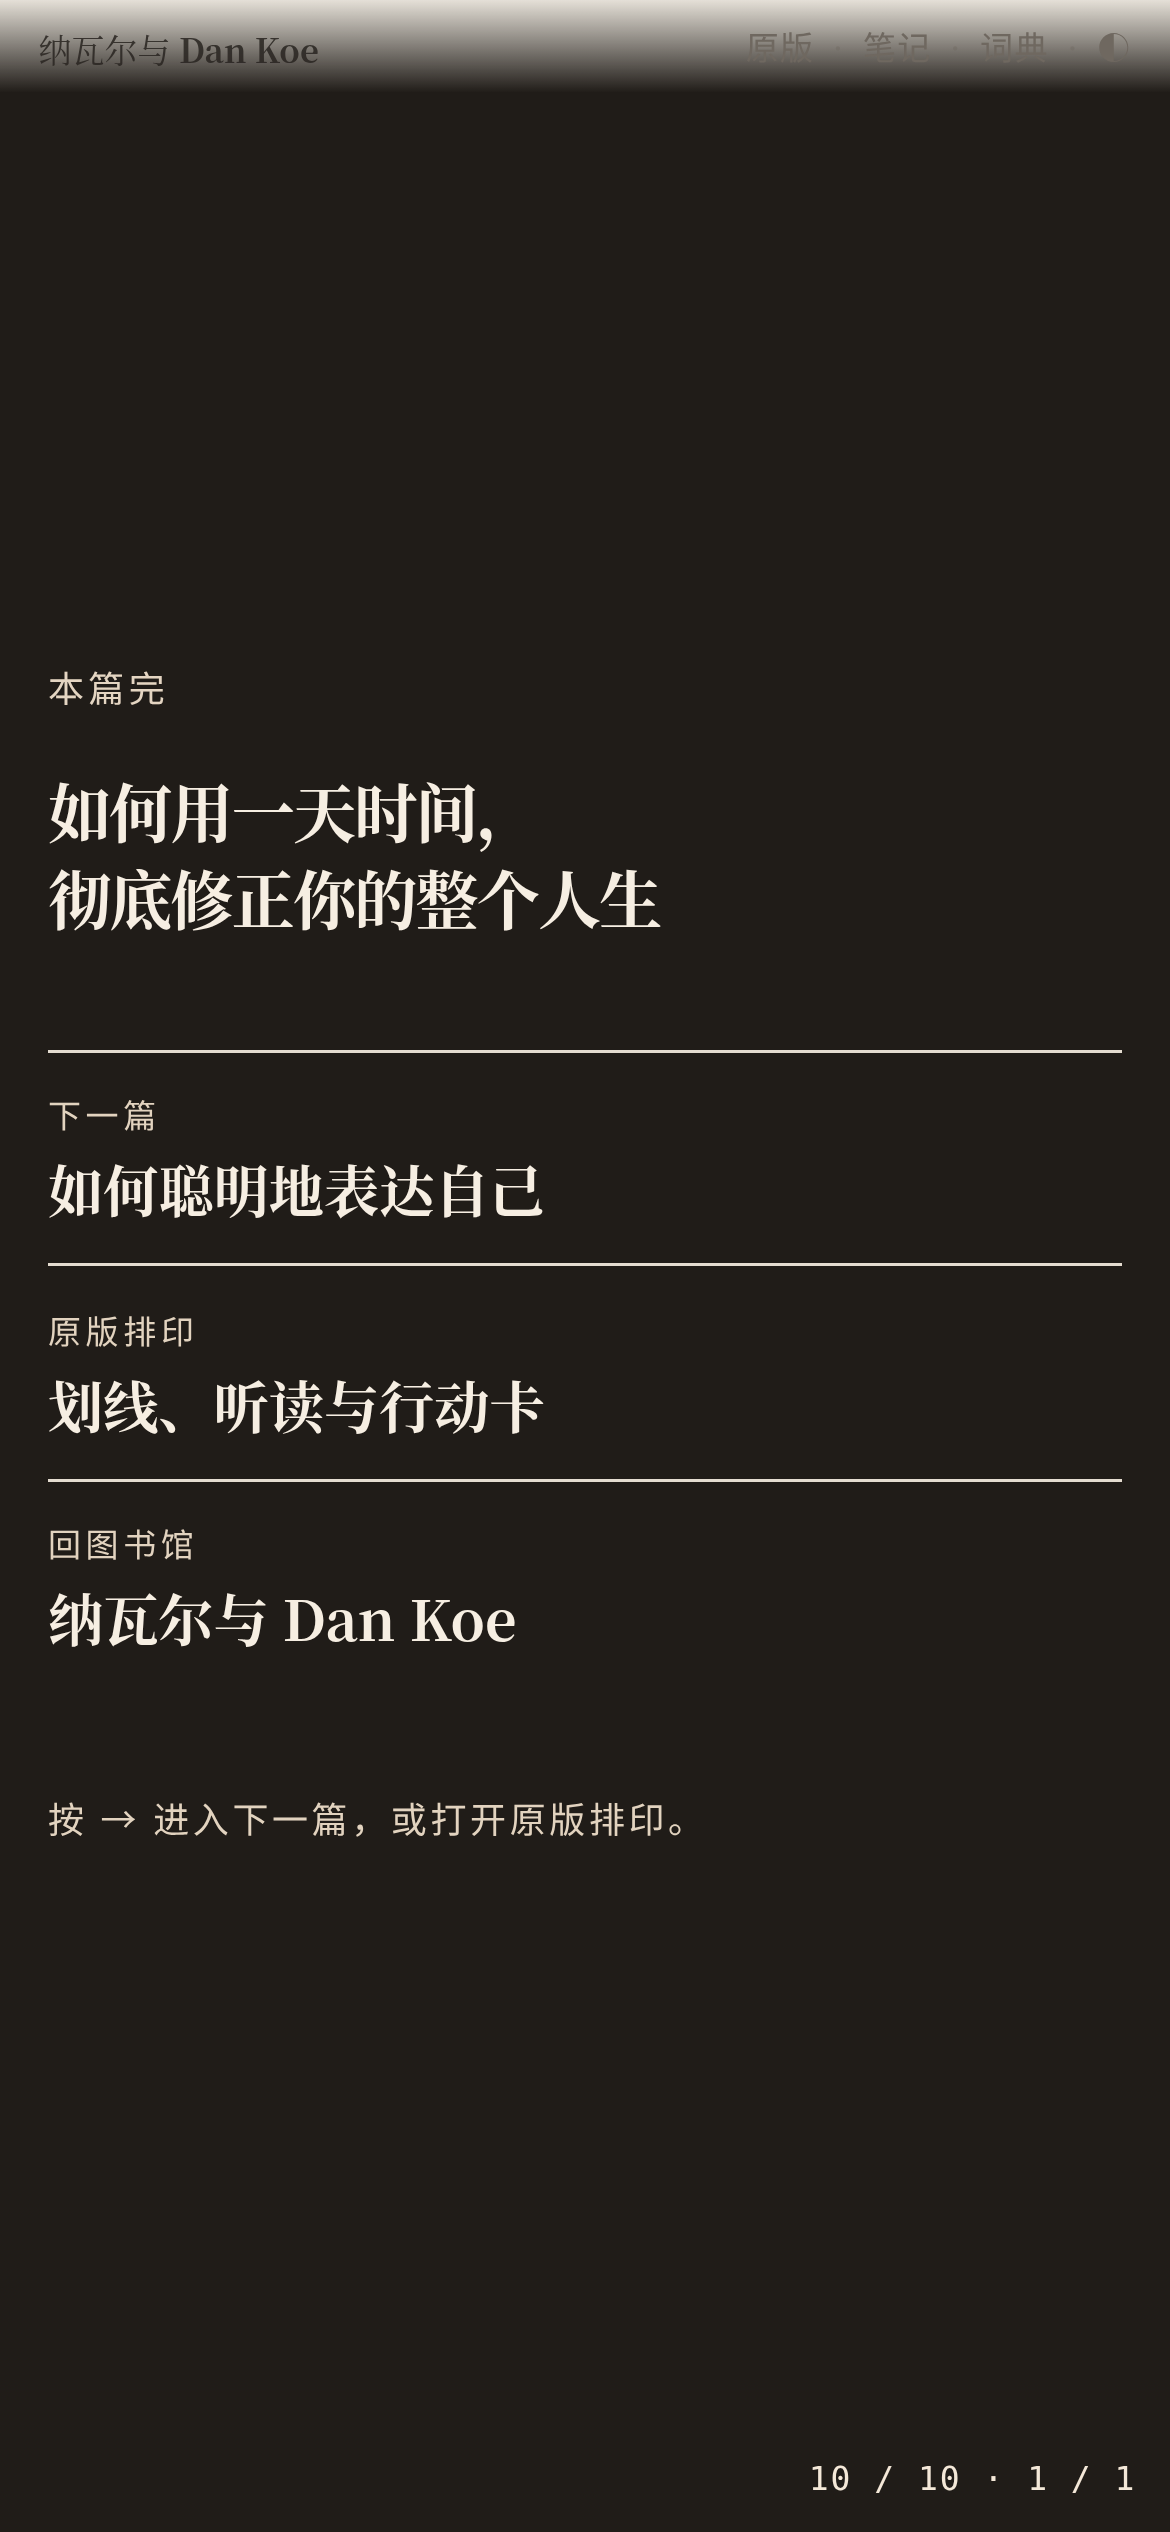 纳瓦尔与 Dan Koe
原版 · 笔记 · 词典 ·
本篇完
如何用一天时间，
彻底修正你的整个人生
下一篇
如何聪明地表达自己
原版排印
划线、听读与行动卡
回图书馆
纳瓦尔与 Dan Koe
按 → 进入下一篇，或打开原版排印。
10 / 10 · 1 / 1